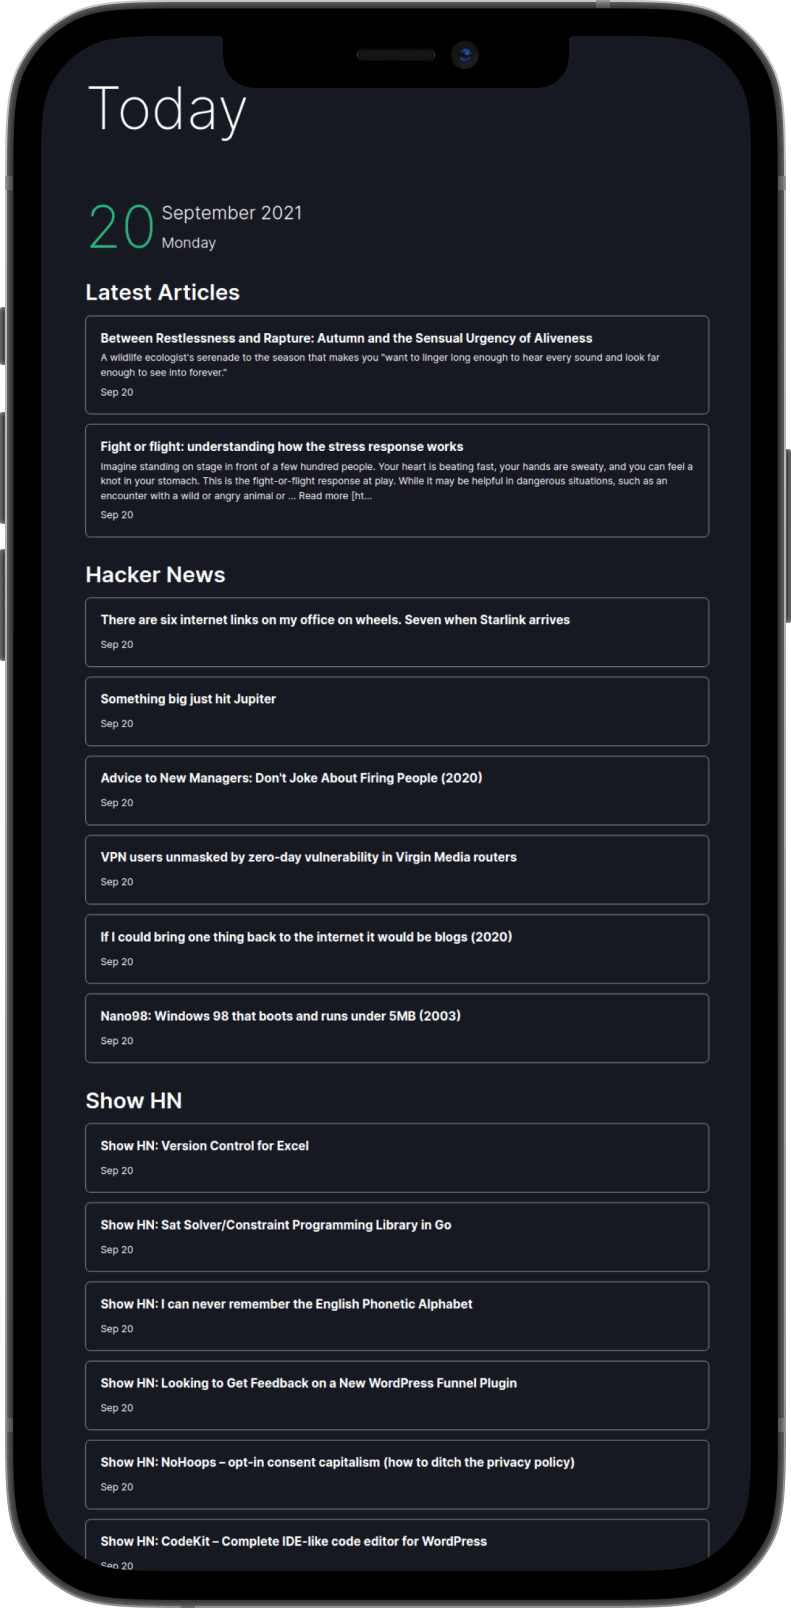 Today
20
September 2021
Monday
Latest Articles
Between Restlessness and Rapture: Autumn and the Sensual Urgency of Aliveness
A wildlife ecologist's serenade to the season that makes you "want to linger long enough to hear every sound and look far
enough to see into forever."
Sep 20
Fight or flight: understanding how the stress response works
Imagine standing on stage in front of a few hundred people. Your heart is beating fast, your hands are sweaty, and you can feel a
knot in your stomach. This is the fight-or-flight response at play. While it may be helpful in dangerous situations, such as an
encounter with a wild or angry animal or ... Read more [ht...
Sep 20
Hacker News
There are six internet links on my office on wheels. Seven when Starlink arrives
Sep 20
Something big just hit Jupiter
Sep 20
Advice to New Managers: Don't Joke About Firing People (2020)
Sep 20
VPN users unmasked by zero-day vulnerability in Virgin Media routers
Sep 20
If I could bring one thing back to the internet it would be blogs (2020)
Sep 20
Nano98: Windows 98 that boots and runs under 5MB (2003)
Sep 20
Show HN
Show HN: Version Control for Excel
Sep 20
Show HN: Sat Solver/Constraint Programming Library in Go
Sep 20
Show HN: I can never remember the English Phonetic Alphabet
Sep 20
Show HN: Looking to Get Feedback on a New WordPress Funnel Plugin
Sep 20
Show HN: NoHoops – opt-in consent capitalism (how to ditch the privacy policy)
Sep 20
Show HN: CodeKit – Complete IDE-like code editor for WordPress
Sep 20